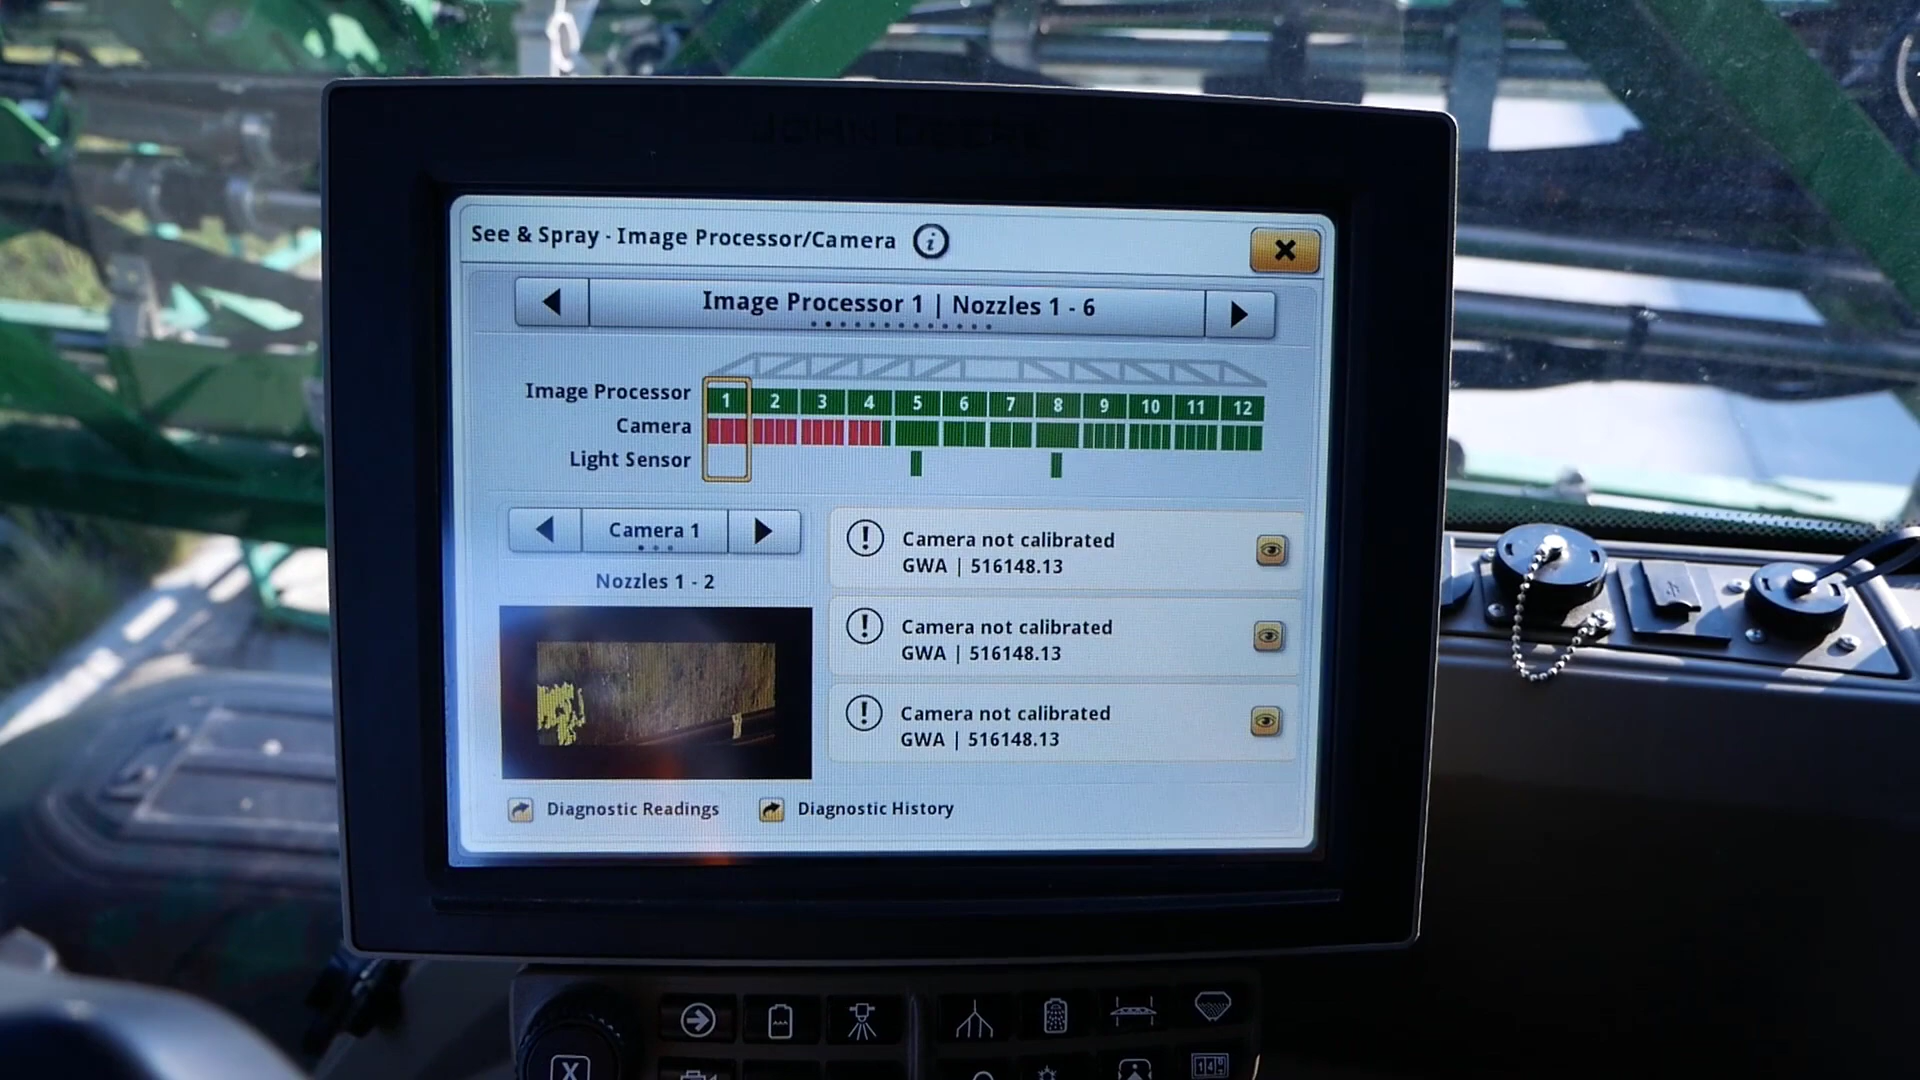 JOHN DEERE
See & Spray - Image Processor/Camera
Image Processor 1 | Nozzles 1 - 6
Image Processor
1 2 3 4 5 6 7 8 9 10 11 12
Camera
Light Sensor
Camera 1
Nozzles 1 - 2
Camera not calibrated
GWA | 516148.13
Camera not calibrated
GWA | 516148.13
Camera not calibrated
GWA | 516148.13
Diagnostic Readings
Diagnostic History
X